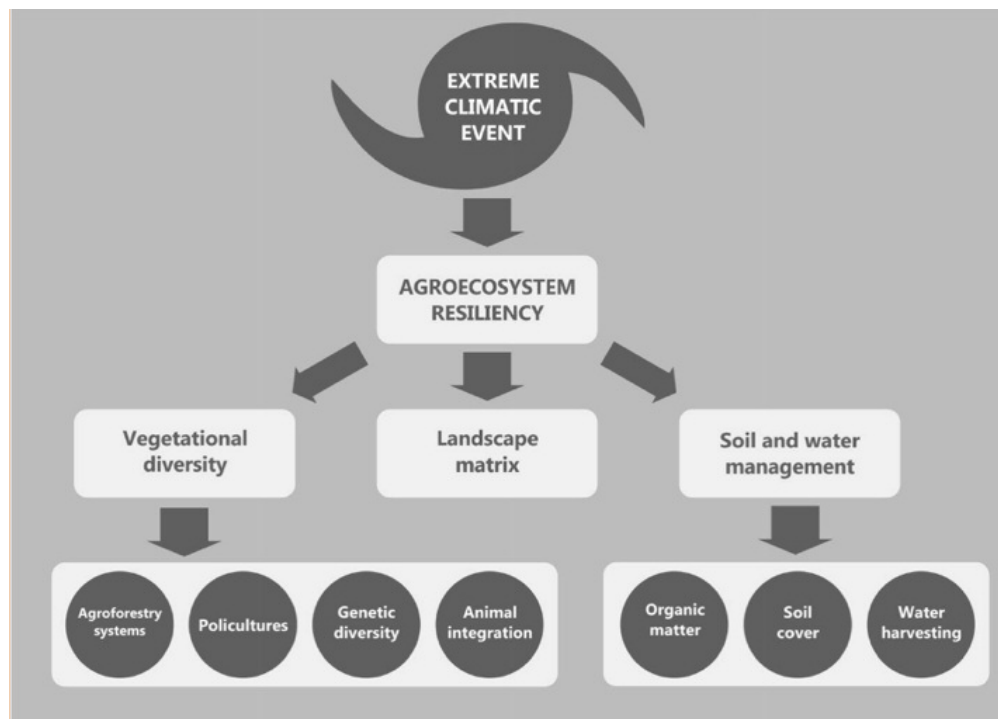 EXTREME
CLIMATIC
EVENT
AGROECOSYSTEM
RESILIENCY
Vegetational
diversity
Landscape
matrix
Soil and water
management
Agroforestry
systems
Policultures
Genetic
diversity
Animal
integration
Organic
matter
Soil
cover
Water
harvesting